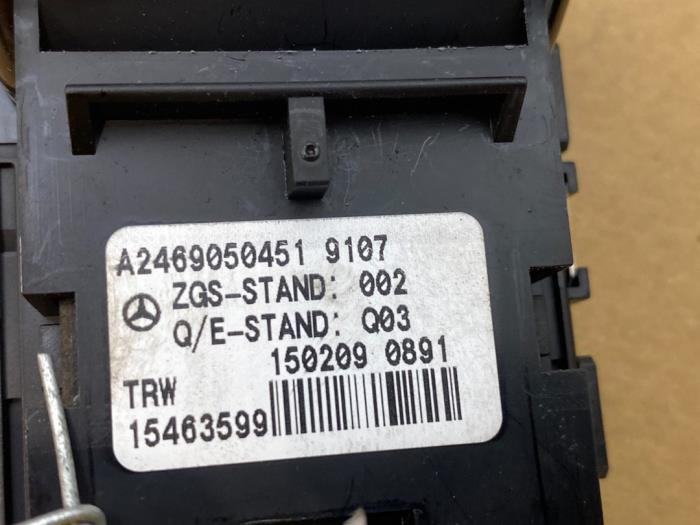 A2469050451 9107
ZGS-STAND: 002
Q/E-STAND: Q03
150209 0891
TRW
15463599